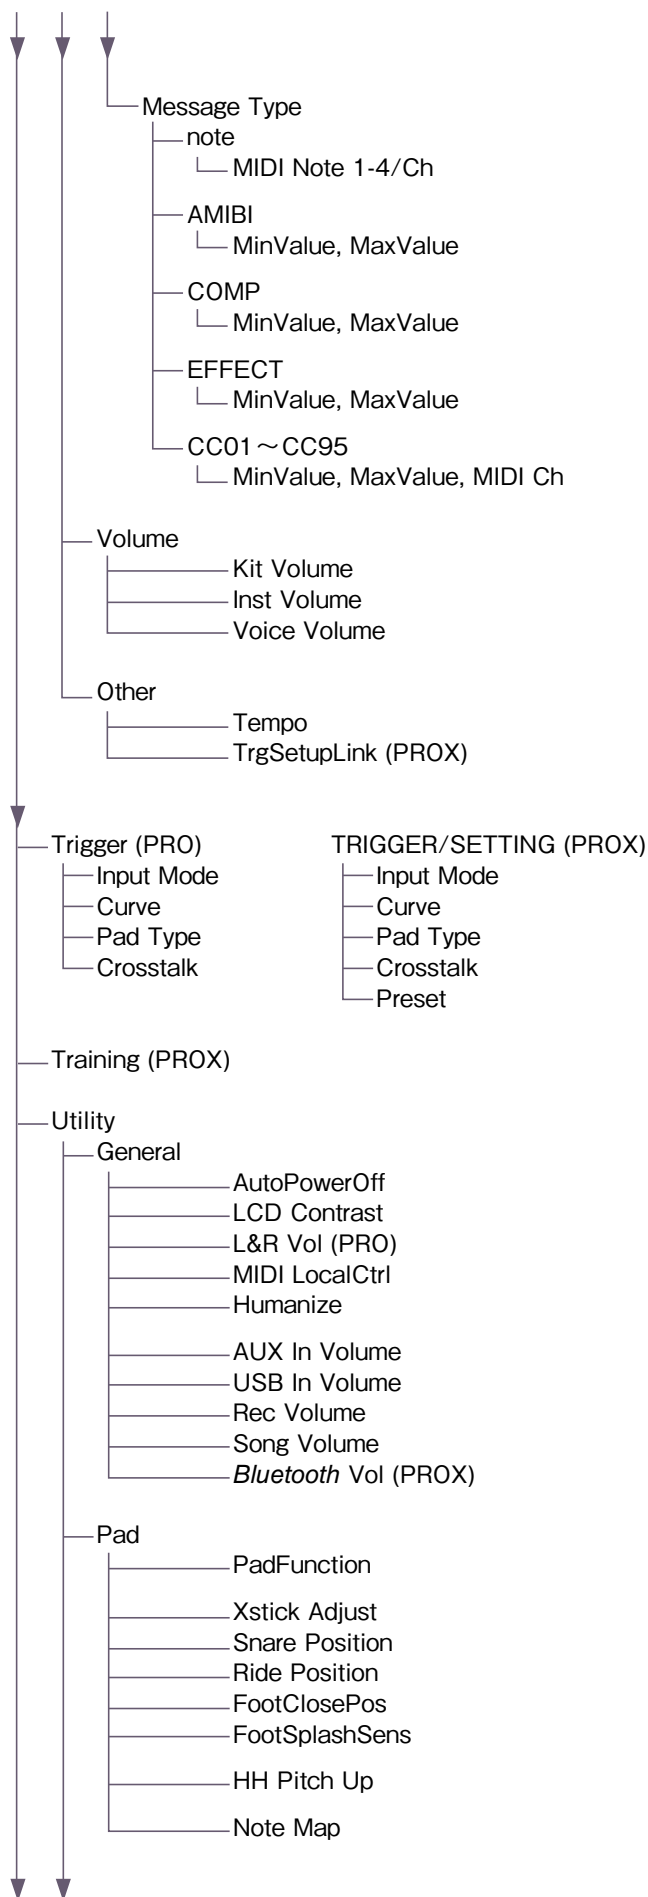 Message Type
note
MIDI Note 1-4/Ch
AMIBI
MinValue, MaxValue
COMP
MinValue, MaxValue
EFFECT
MinValue, MaxValue
CC01～CC95
MinValue, MaxValue, MIDI Ch
Volume
Kit Volume
Inst Volume
Voice Volume
Other
Tempo
TrgSetupLink (PROX)
Trigger (PRO)
Input Mode
Curve
Pad Type
Crosstalk
TRIGGER/SETTING (PROX)
Input Mode
Curve
Pad Type
Crosstalk
Preset
Training (PROX)
Utility
General
AutoPowerOff
LCD Contrast
L&R Vol (PRO)
MIDI LocalCtrl
Humanize
AUX In Volume
USB In Volume
Rec Volume
Song Volume
Bluetooth Vol (PROX)
Pad
PadFunction
Xstick Adjust
Snare Position
Ride Position
FootClosePos
FootSplashSens
HH Pitch Up
Note Map